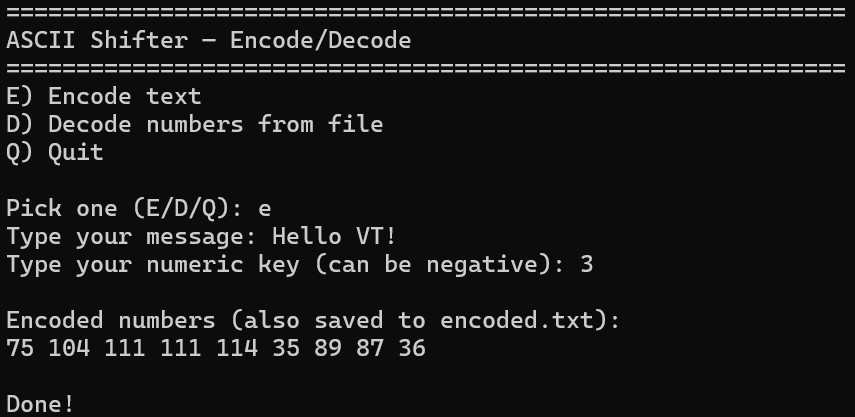 ============================================================
ASCII Shifter — Encode/Decode
============================================================
E) Encode text
D) Decode numbers from file
Q) Quit
Pick one (E/D/Q): e
Type your message: Hello VT!
Type your numeric key (can be negative): 3
Encoded numbers (also saved to encoded.txt):
75 104 111 111 114 35 89 87 36
Done!